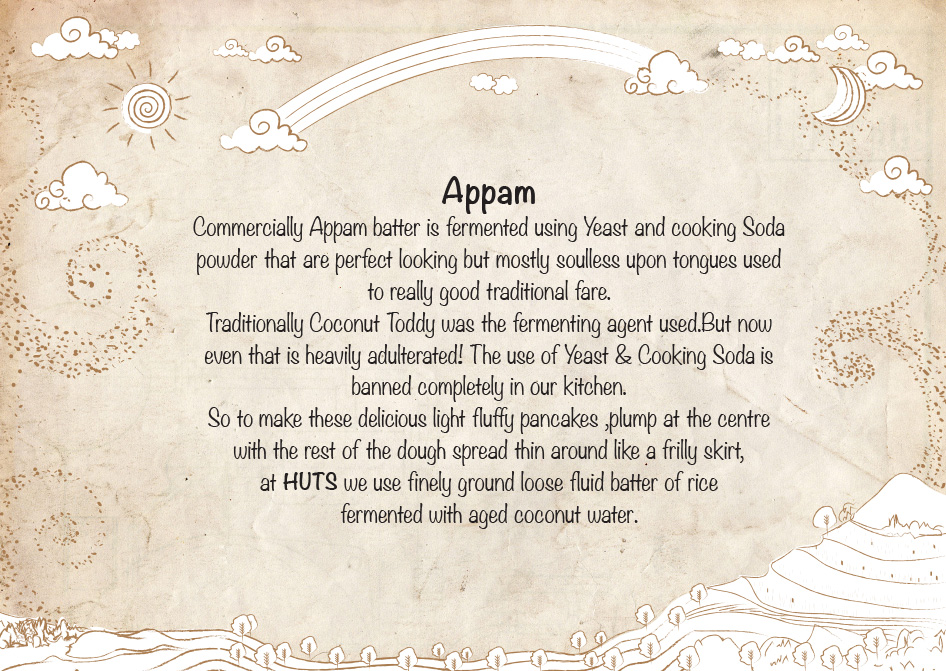 Appam
Commercially Appam batter is fermented using Yeast and cooking Soda
powder that are perfect looking but mostly soulless upon tongues used
to really good traditional fare.
Traditionally Coconut Toddy was the fermenting agent used.But now
even that is heavily adulterated! The use of Yeast & Cooking Soda is
banned completely in our kitchen.
So to make these delicious light fluffy pancakes ,plump at the centre
with the rest of the dough spread thin around like a frilly skirt,
at HUTS we use finely ground loose fluid batter of rice
fermented with aged coconut water.